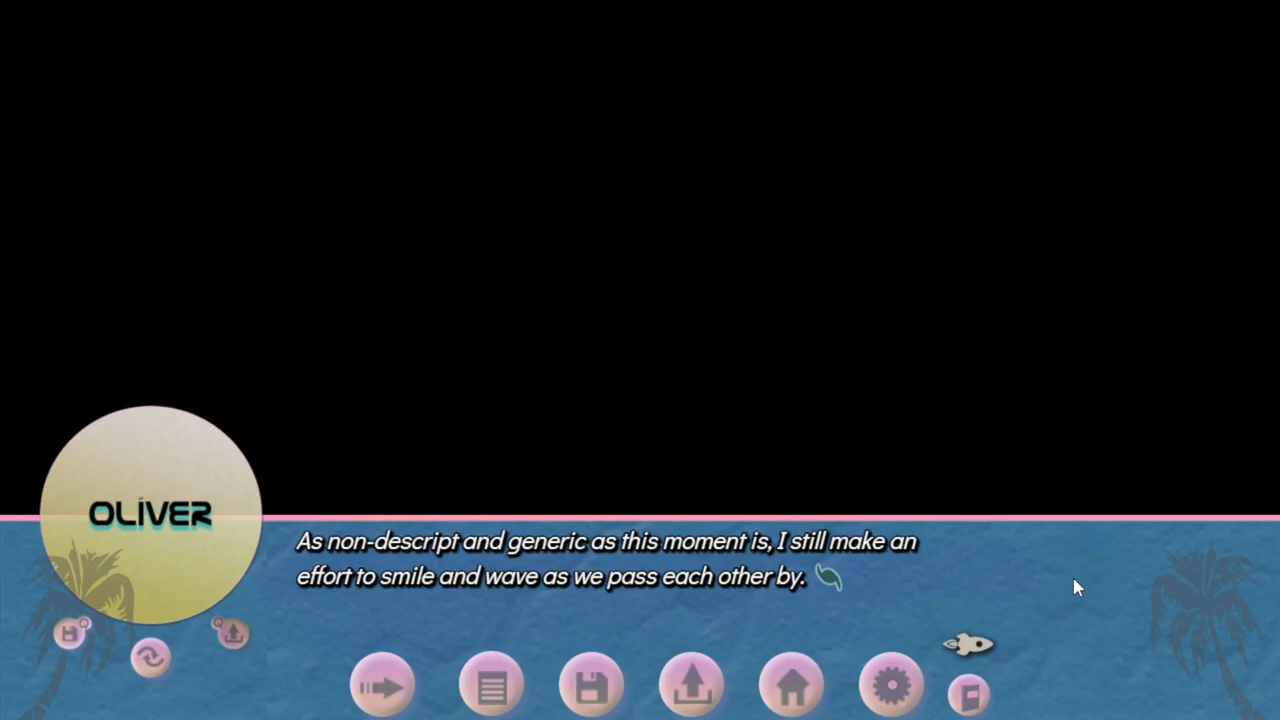 OLIVER
As non-descript and generic as this moment is, I still make an
effort to smile and wave as we pass each other by.